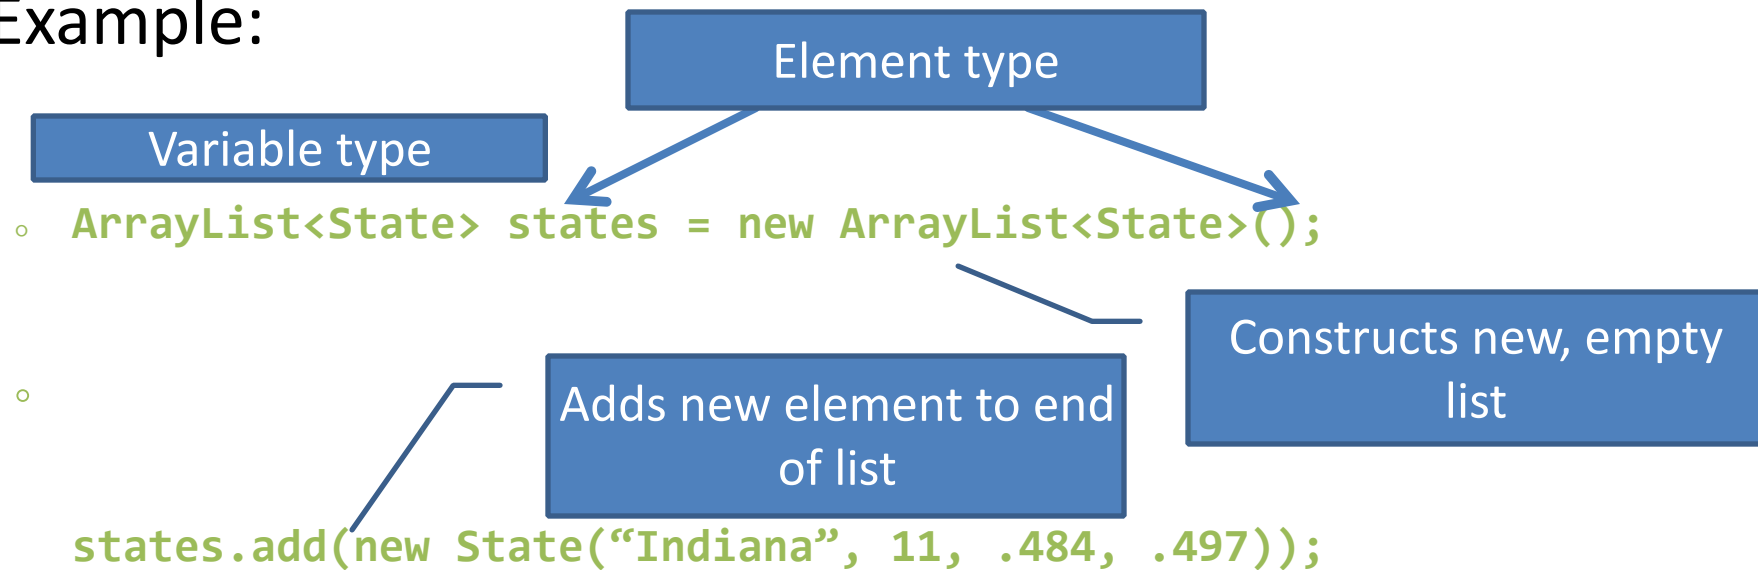 Example:
Element type
Variable type
ArrayList<State> states = new ArrayList<State>();
Constructs new, empty
list
Adds new element to end
of list
states.add(new State(“Indiana”, 11, .484, .497));